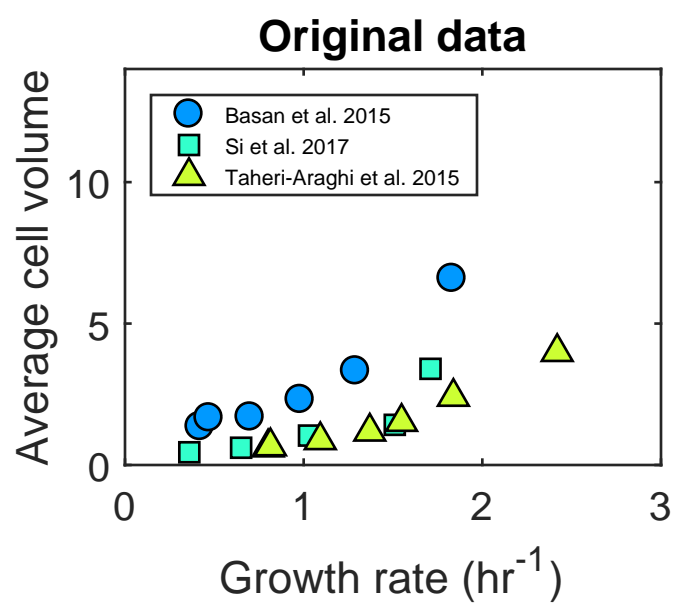 Original data
Average cell volume
10
5
0
Basan et al. 2015
Si et al. 2017
Taheri-Araghi et al. 2015
0 1 2 3
Growth rate (hr⁻¹)